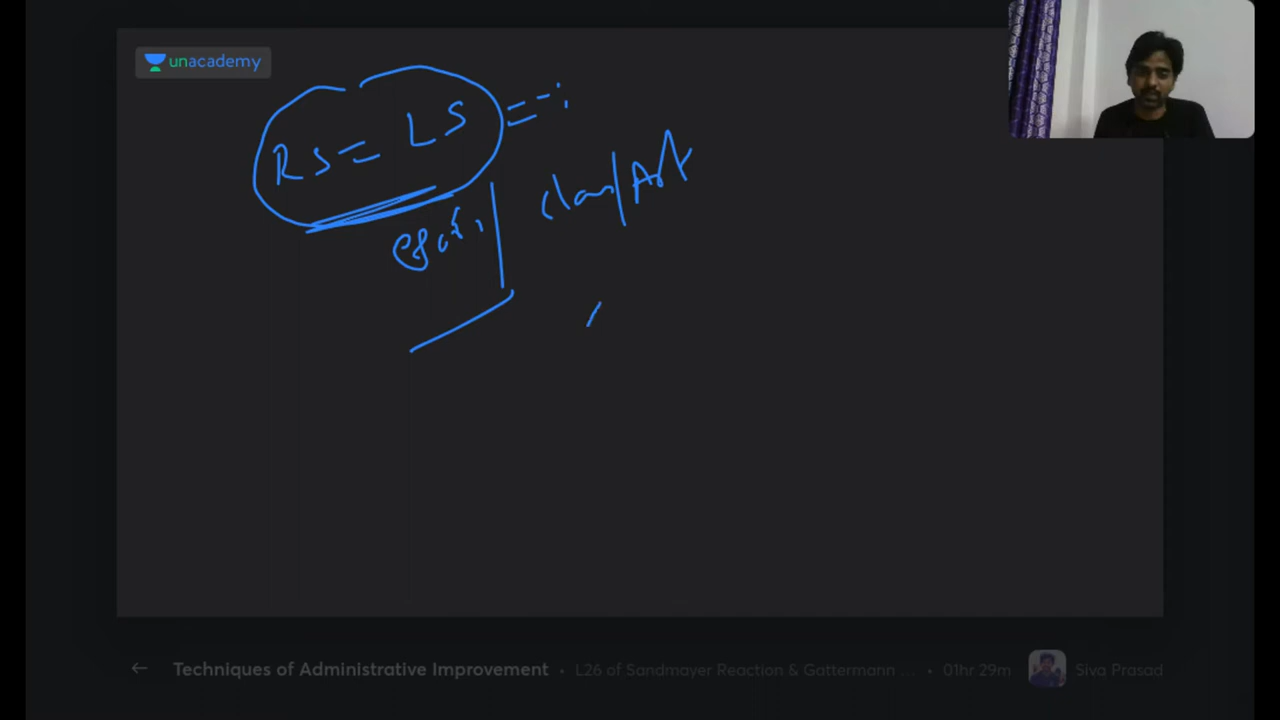 unacademy
RS = LS = -
Techniques of Administrative Improvement • L26 of Sandmayer Reaction & Gattermann ... • 01hr 29m Siva Prasad